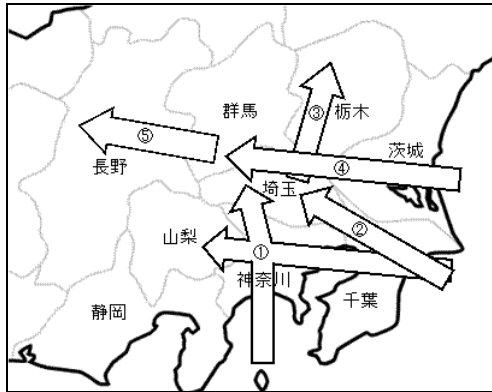 群馬
③
栃木
⑤
茨城
長野
④
埼玉
②
山梨
①
神奈川
千葉
静岡